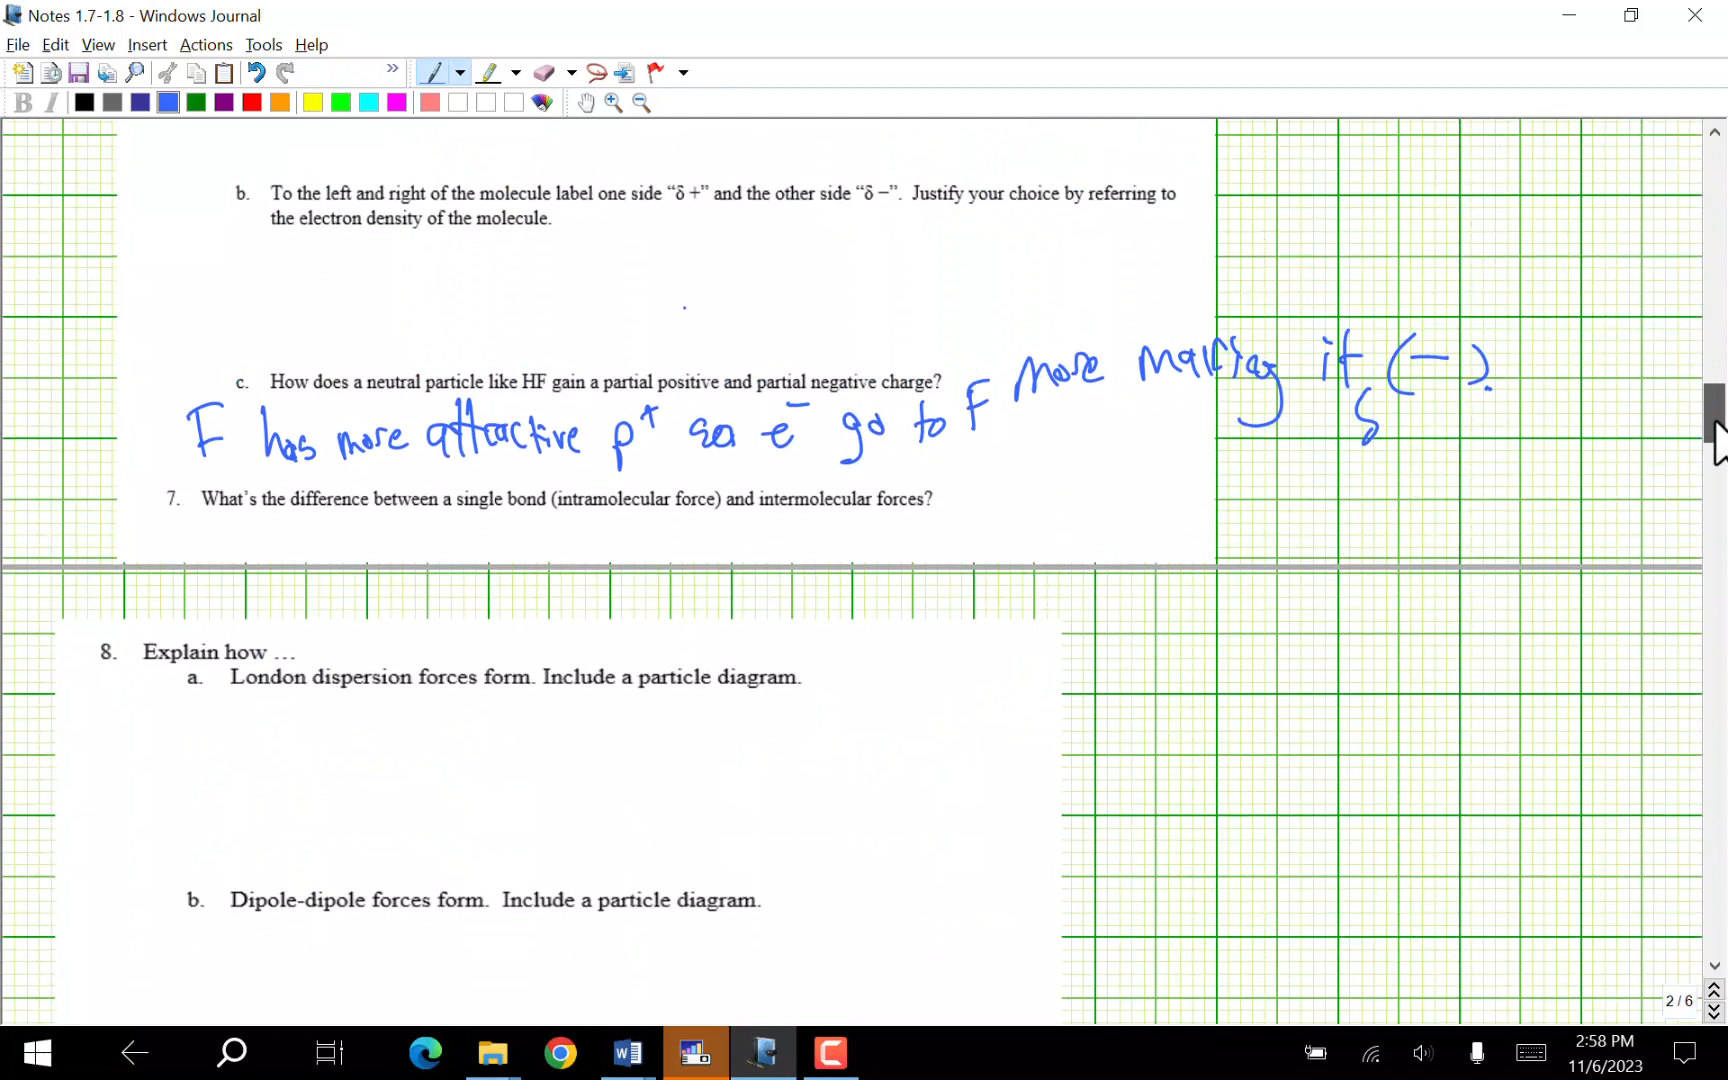 Notes 1.7-1.8 - Windows Journal
File Edit View Insert Actions Tools Help
B I
b. To the left and right of the molecule label one side “δ +” and the other side “δ −”. Justify your choice by referring to
the electron density of the molecule.
c. How does a neutral particle like HF gain a partial positive and partial negative charge?
F has more attractive p⁺ so e⁻ go to F more making it δ (−).
7. What’s the difference between a single bond (intramolecular force) and intermolecular forces?
8. Explain how …
a. London dispersion forces form. Include a particle diagram.
b. Dipole-dipole forces form. Include a particle diagram.
2 / 6
2:58 PM
11/6/2023